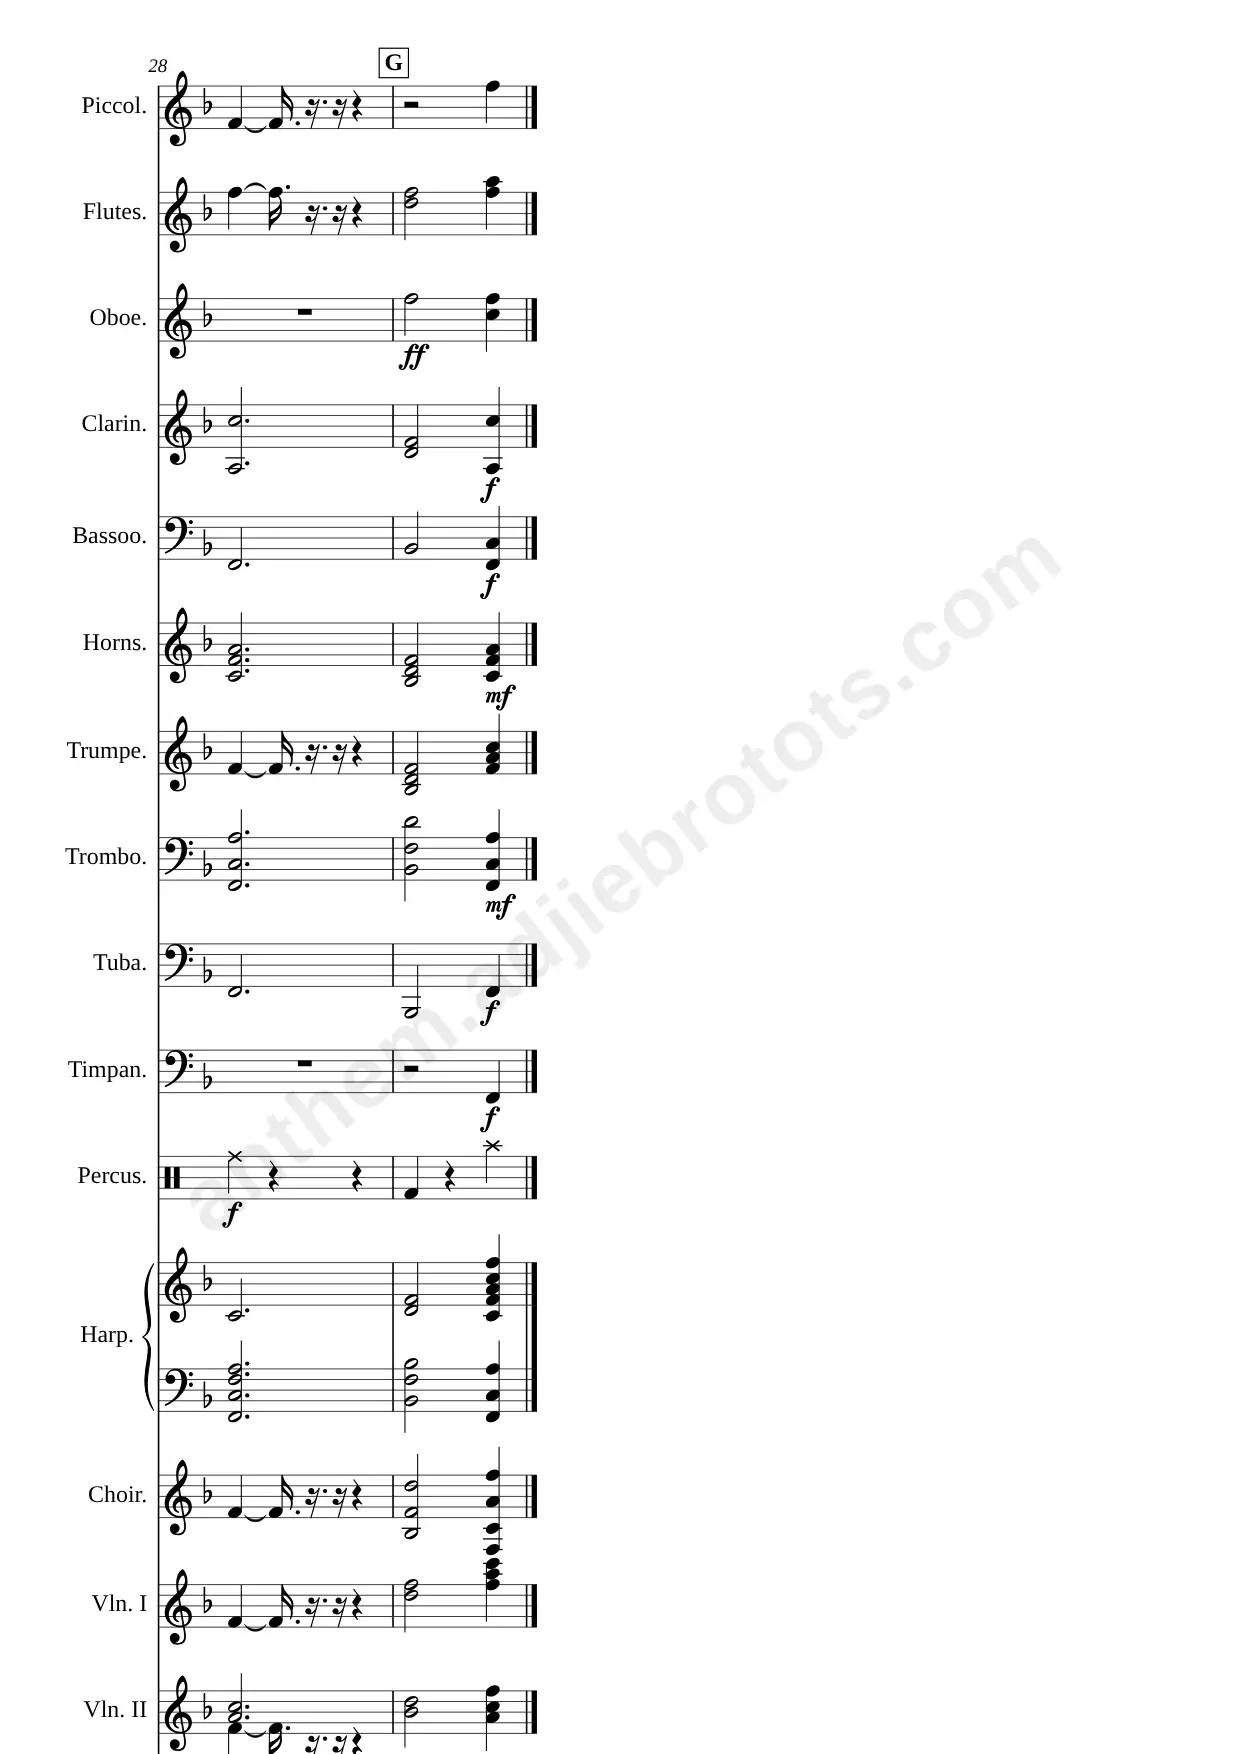 28
G
Piccol.
Flutes.
Oboe.
ff
Clarin.
f
Bassoo.
f
Horns.
mf
Trumpe.
Trombo.
mf
Tuba.
f
Timpan.
f
Percus.
f
Harp.
Choir.
Vln. I
Vln. II
anthem.adjiebrotots.com